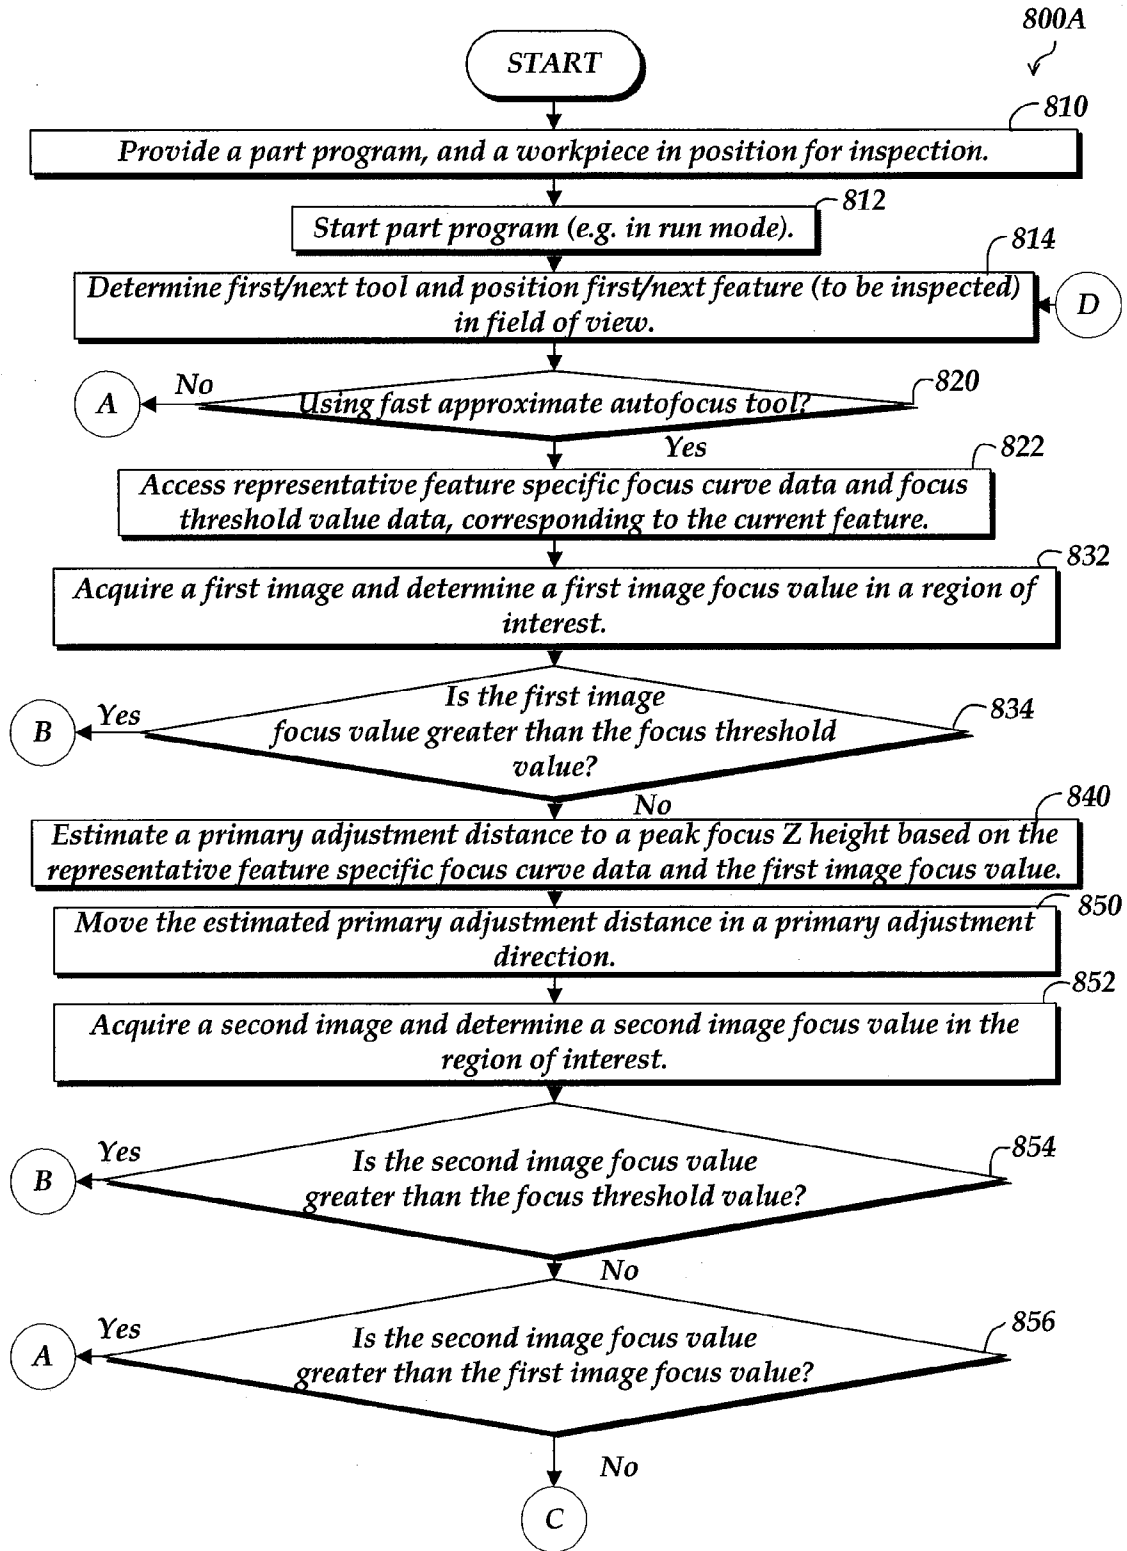 800A
START
810
Provide a part program, and a workpiece in position for inspection.
812
Start part program (e.g. in run mode).
814
Determine first/next tool and position first/next feature (to be inspected)
in field of view.
D
820
No
A
Using fast approximate autofocus tool?
Yes
822
Access representative feature specific focus curve data and focus
threshold value data, corresponding to the current feature.
832
Acquire a first image and determine a first image focus value in a region of
interest.
834
Yes
B
Is the first image
focus value greater than the focus threshold
value?
No
840
Estimate a primary adjustment distance to a peak focus Z height based on the
representative feature specific focus curve data and the first image focus value.
850
Move the estimated primary adjustment distance in a primary adjustment
direction.
852
Acquire a second image and determine a second image focus value in the
region of interest.
854
Yes
B
Is the second image focus value
greater than the focus threshold value?
No
856
Yes
A
Is the second image focus value
greater than the first image focus value?
No
C